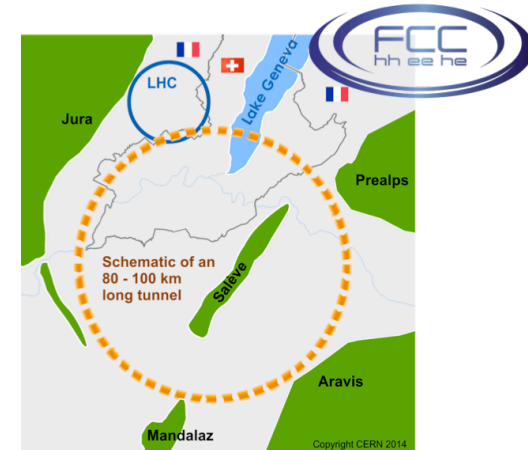 FCC
hh ee he
LHC
Lake Geneva
Jura
Prealps
Schematic of an
80 - 100 km
long tunnel
Salève
Aravis
Mandalaz
Copyright CERN 2014